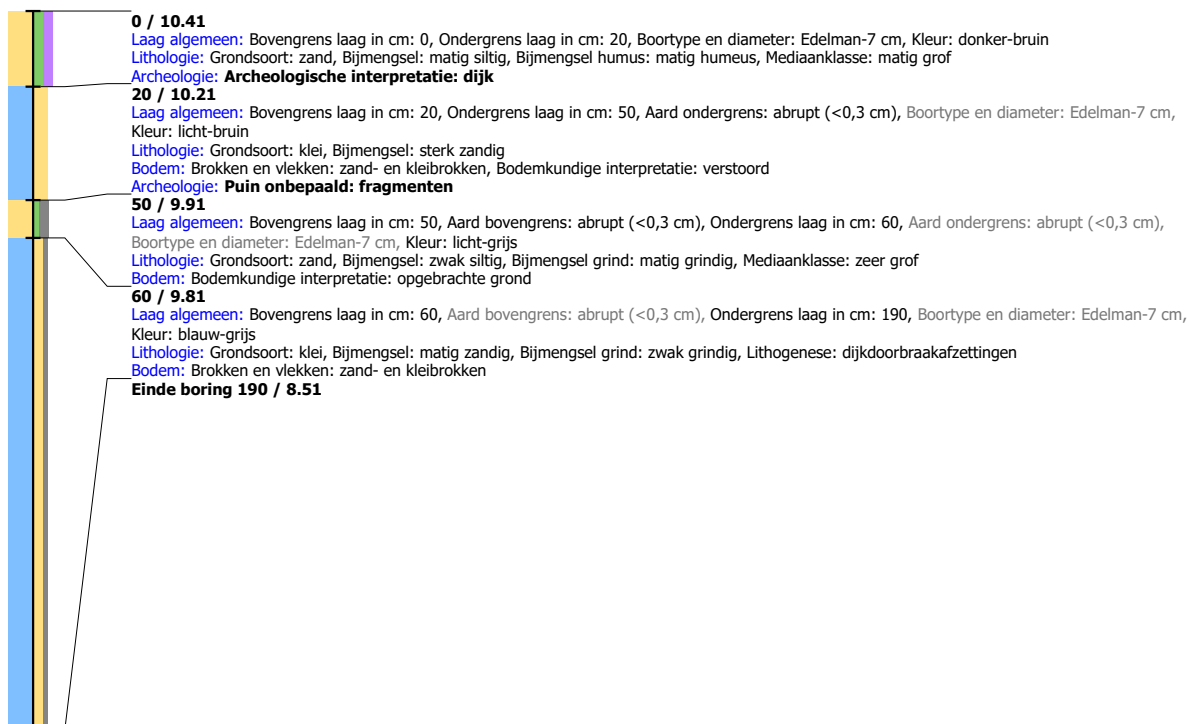 0 / 10.41
Laag algemeen: Bovengrens laag in cm: 0, Ondergrens laag in cm: 20, Boortype en diameter: Edelman-7 cm, Kleur: donker-bruin
Lithologie: Grondsoort: zand, Bijmengsel: matig siltig, Bijmengsel humus: matig humeus, Mediaanklasse: matig grof
Archeologie: Archeologische interpretatie: dijk
20 / 10.21
Laag algemeen: Bovengrens laag in cm: 20, Ondergrens laag in cm: 50, Aard ondergrens: abrupt (<0,3 cm), Boortype en diameter: Edelman-7 cm,
Kleur: licht-bruin
Lithologie: Grondsoort: klei, Bijmengsel: sterk zandig
Bodem: Brokken en vlekken: zand- en kleibrokken, Bodemkundige interpretatie: verstoord
Archeologie: Puin onbepaald: fragmenten
50 / 9.91
Laag algemeen: Bovengrens laag in cm: 50, Aard bovengrens: abrupt (<0,3 cm), Ondergrens laag in cm: 60, Aard ondergrens: abrupt (<0,3 cm),
Boortype en diameter: Edelman-7 cm, Kleur: licht-grijs
Lithologie: Grondsoort: zand, Bijmengsel: zwak siltig, Bijmengsel grind: matig grindig, Mediaanklasse: zeer grof
Bodem: Bodemkundige interpretatie: opgebrachte grond
60 / 9.81
Laag algemeen: Bovengrens laag in cm: 60, Aard bovengrens: abrupt (<0,3 cm), Ondergrens laag in cm: 190, Boortype en diameter: Edelman-7 cm,
Kleur: blauw-grijs
Lithologie: Grondsoort: klei, Bijmengsel: matig zandig, Bijmengsel grind: zwak grindig, Lithogenese: dijkdoorbraakafzettingen
Bodem: Brokken en vlekken: zand- en kleibrokken
Einde boring 190 / 8.51